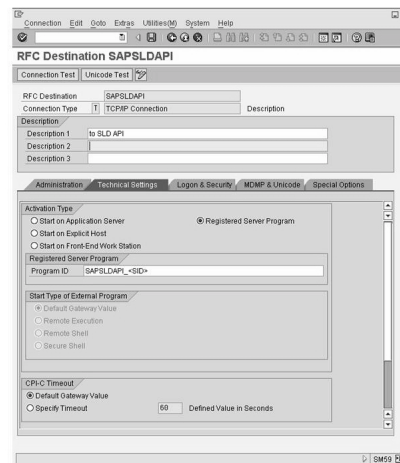 Connection Edit Goto Extras Utilities(M) System Help
RFC Destination SAPSLDAPI
Connection Test Unicode Test
RFC Destination SAPSLDAPI
Connection Type T TCP/IP Connection Description
Description
Description 1 to SLD API
Description 2
Description 3
Administration Technical Settings Logon & Security MDMP & Unicode Special Options
Activation Type
Start on Application Server Registered Server Program
Start on Explicit Host
Start on Front-End Work Station
Registered Server Program
Program ID SAPSLDAPI_<SID>
Start Type of External Program
Default Gateway Value
Remote Execution
Remote Shell
Secure Shell
CPI-C Timeout
Default Gateway Value
Specify Timeout 60 Defined Value in Seconds
SM59